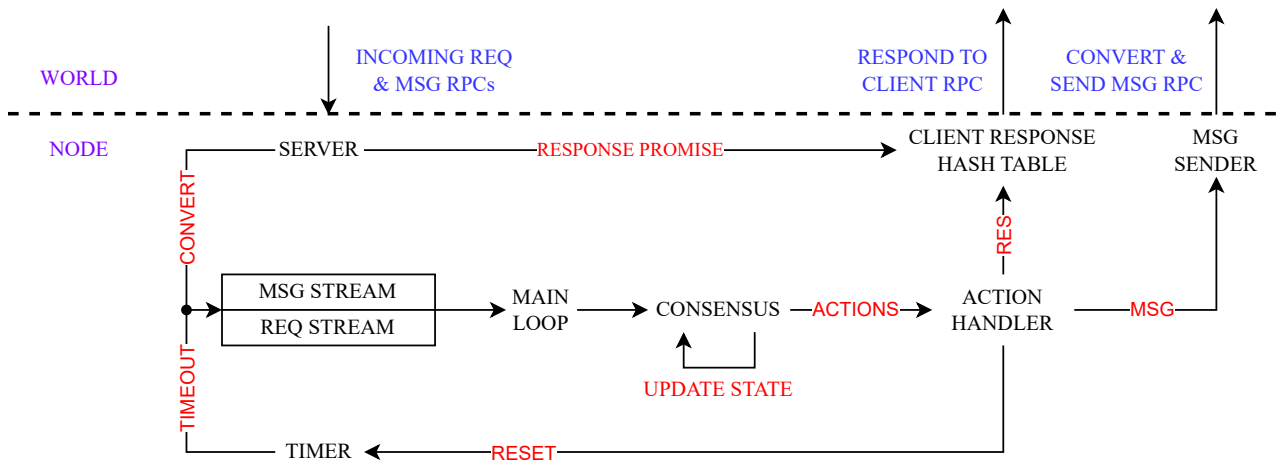 INCOMING REQ
& MSG RPCs
RESPOND TO
CLIENT RPC
CONVERT &
SEND MSG RPC
WORLD
NODE
SERVER
RESPONSE PROMISE
CLIENT RESPONSE
HASH TABLE
MSG
SENDER
CONVERT
RES
MSG STREAM
REQ STREAM
MAIN
LOOP
CONSENSUS
ACTIONS
ACTION
HANDLER
MSG
UPDATE STATE
TIMEOUT
TIMER
RESET